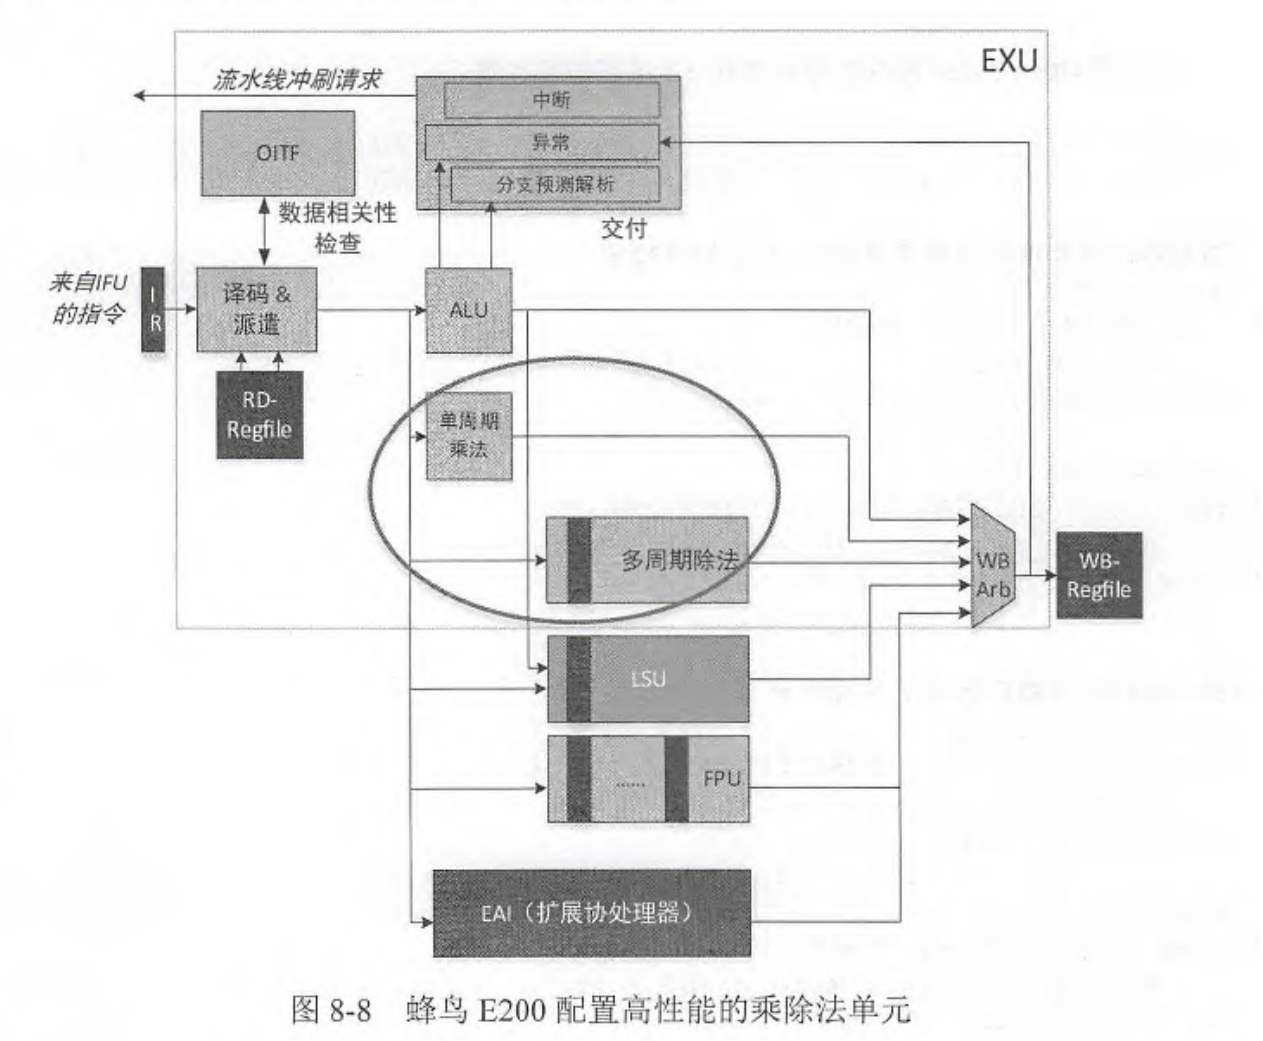 EXU
流水线冲刷请求
中断
OITF
异常
分支预测解析
数据相关性
检查
交付
来自IFU
的指令
I
R
译码 &
派遣
ALU
RD-
Regfile
单周期
乘法
多周期除法
WB
Arb
WB-
Regfile
LSU
...... FPU
EAI（扩展协处理器）
图 8-8 蜂鸟 E200 配置高性能的乘除法单元